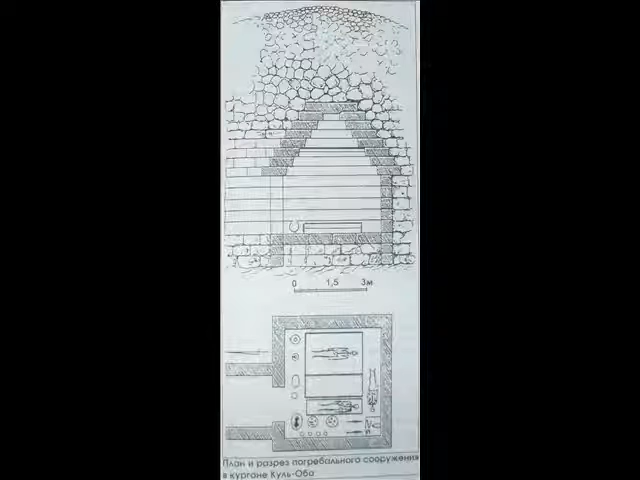 0 1,5 3м
План и разрез погребального сооружения
в кургане Куль-Оба